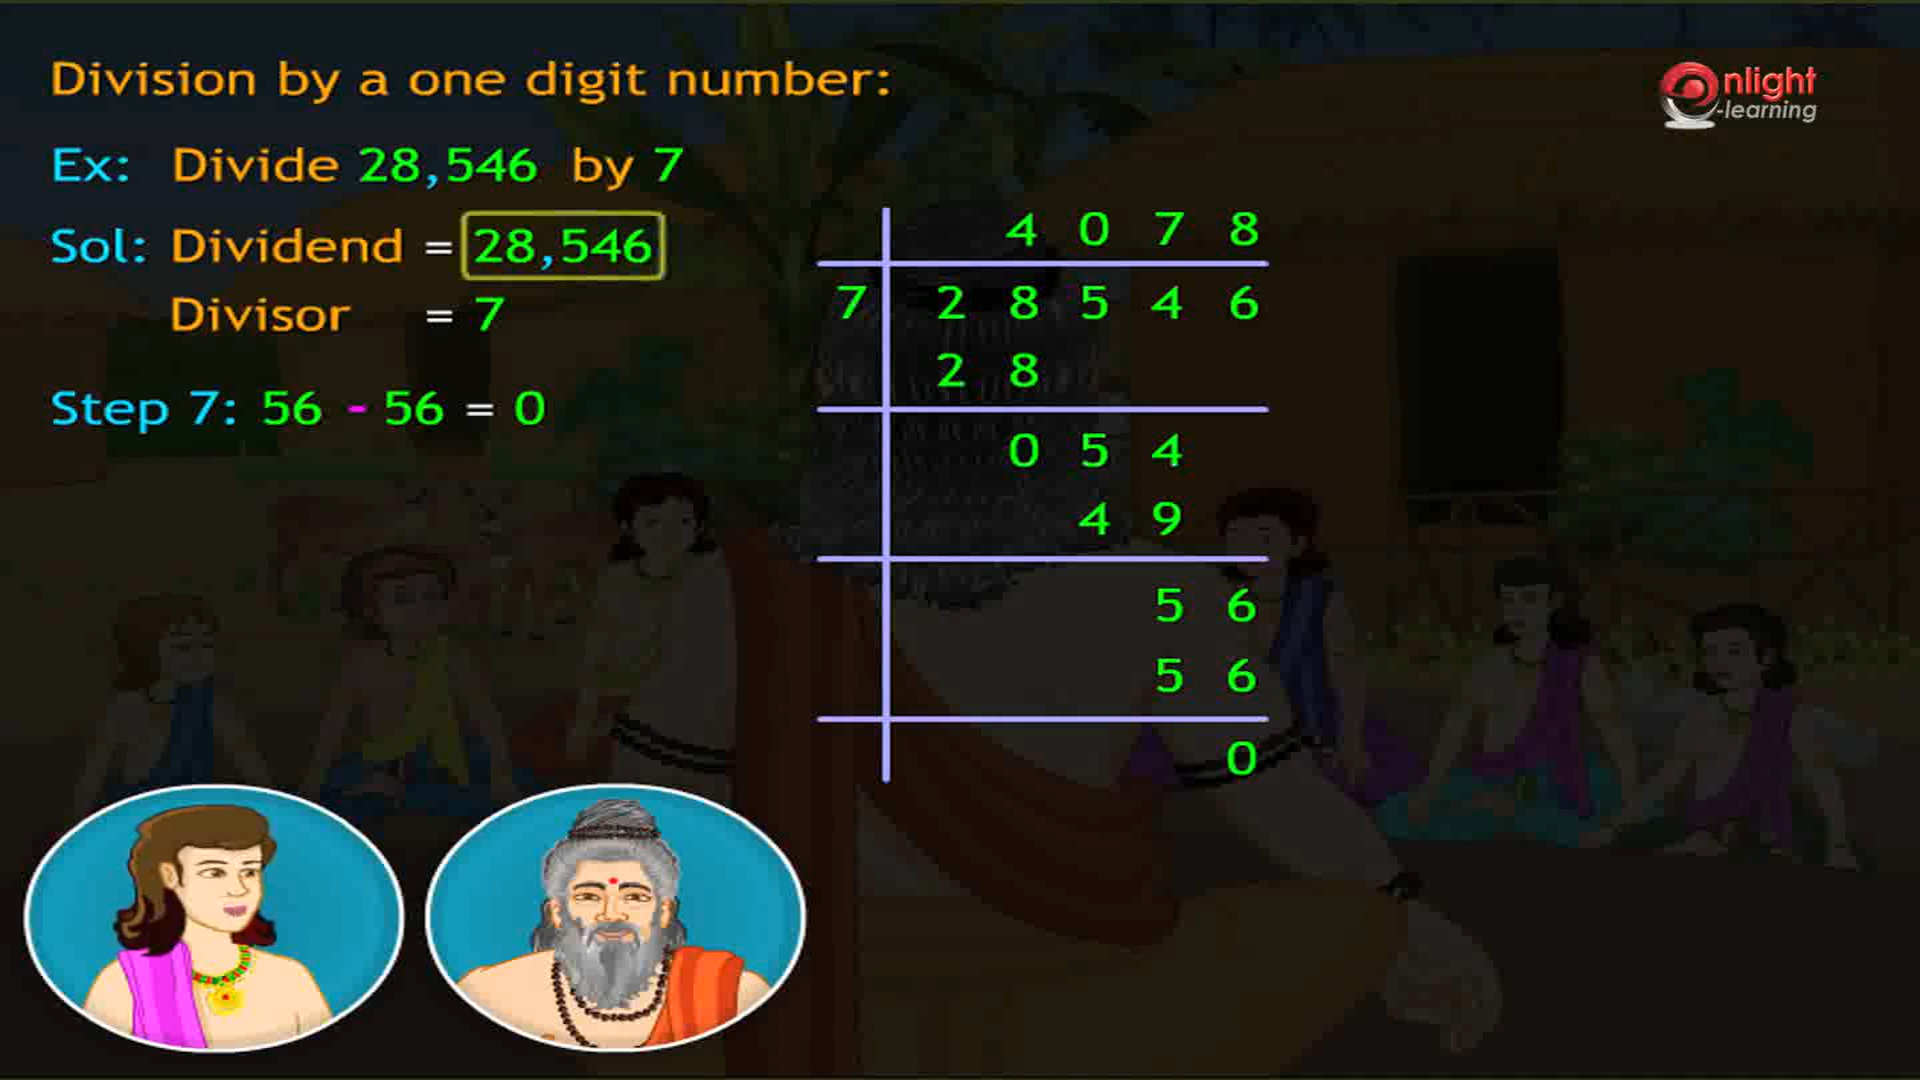 Division by a one digit number:
nlight
-learning
Ex: Divide 28,546 by 7
Sol: Dividend = 28,546
Divisor = 7
Step 7: 56 - 56 = 0
4 0 7 8
7 2 8 5 4 6
2 8
0 5 4
4 9
5 6
5 6
0